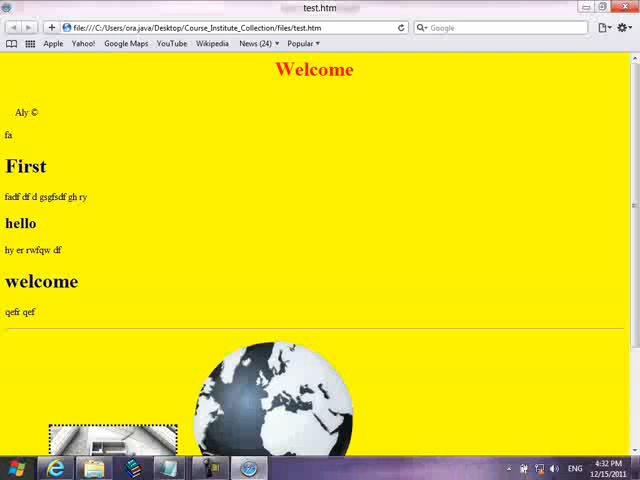 test.htm
file:///C:/Users/ora.java/Desktop/Course_Institute_Collection/files/test.htm
Google
Apple Yahoo! Google Maps YouTube Wikipedia News (24) Popular
Welcome
Aly ©
fa
First
fadf df d gsgfsdf gh ry
hello
hy er rwfqw df
welcome
qefr qef
ENG
4:32 PM
12/15/2011